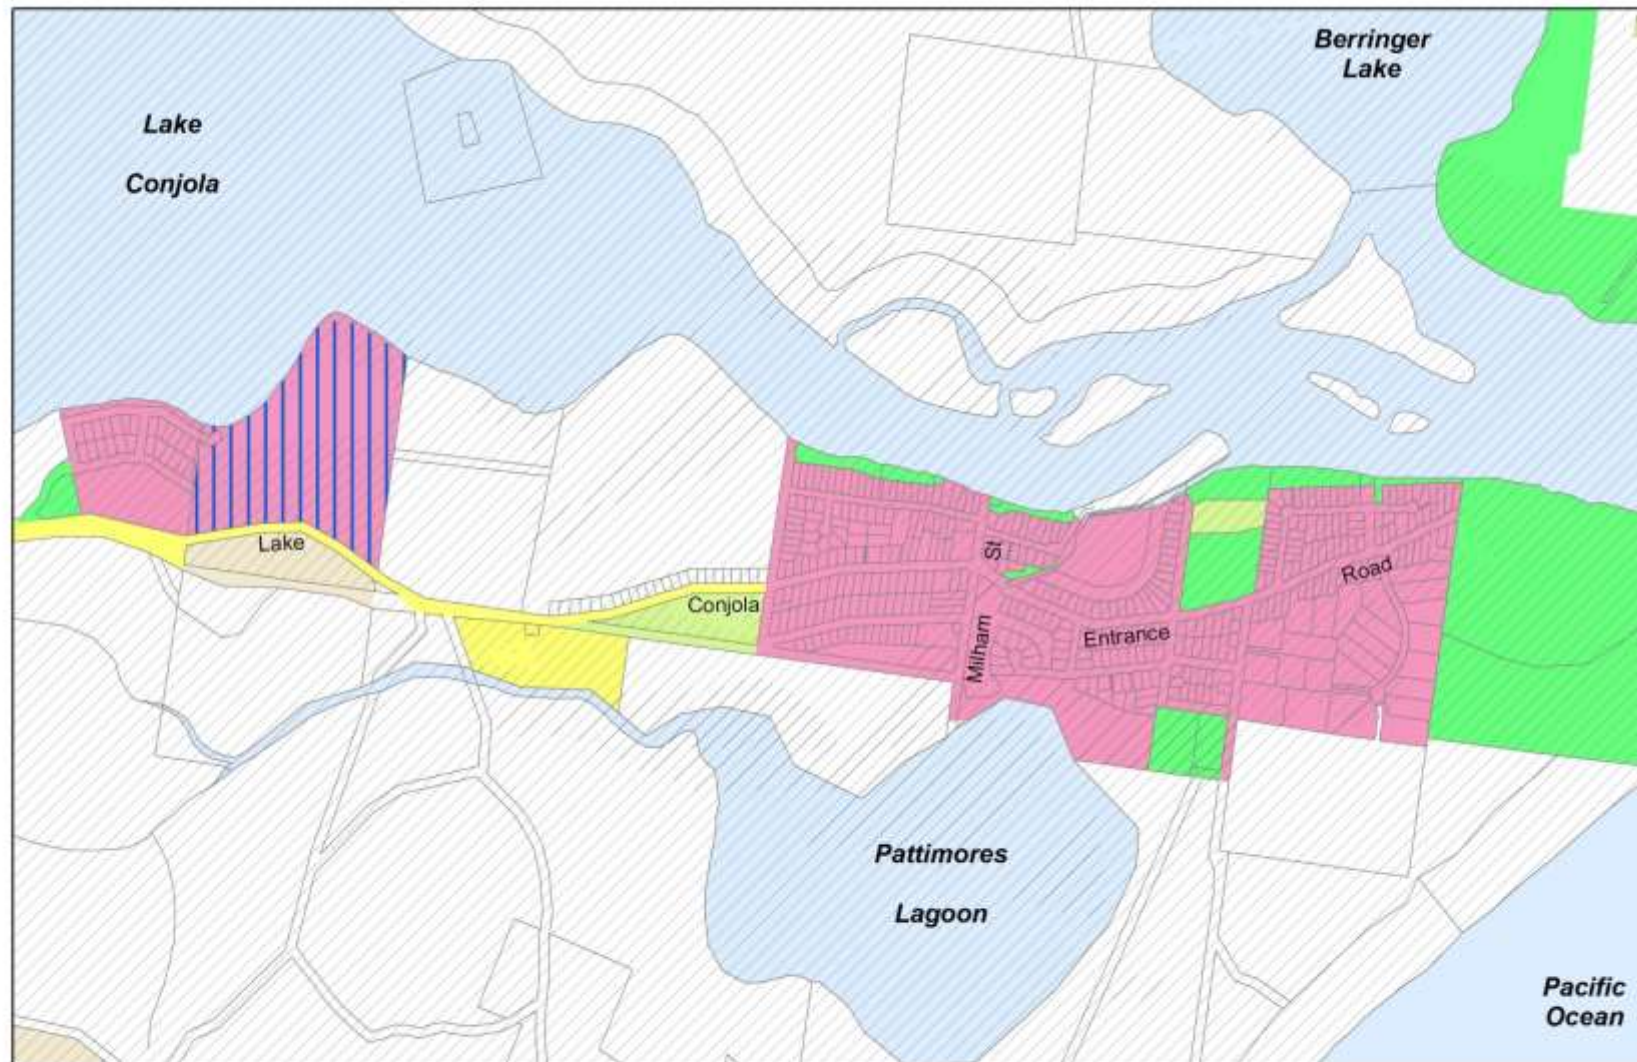 Berringer
Lake
Lake
Conjola
Lake
St
Road
Conjola
Entrance
Milham
Pattimores
Lagoon
Pacific
Ocean